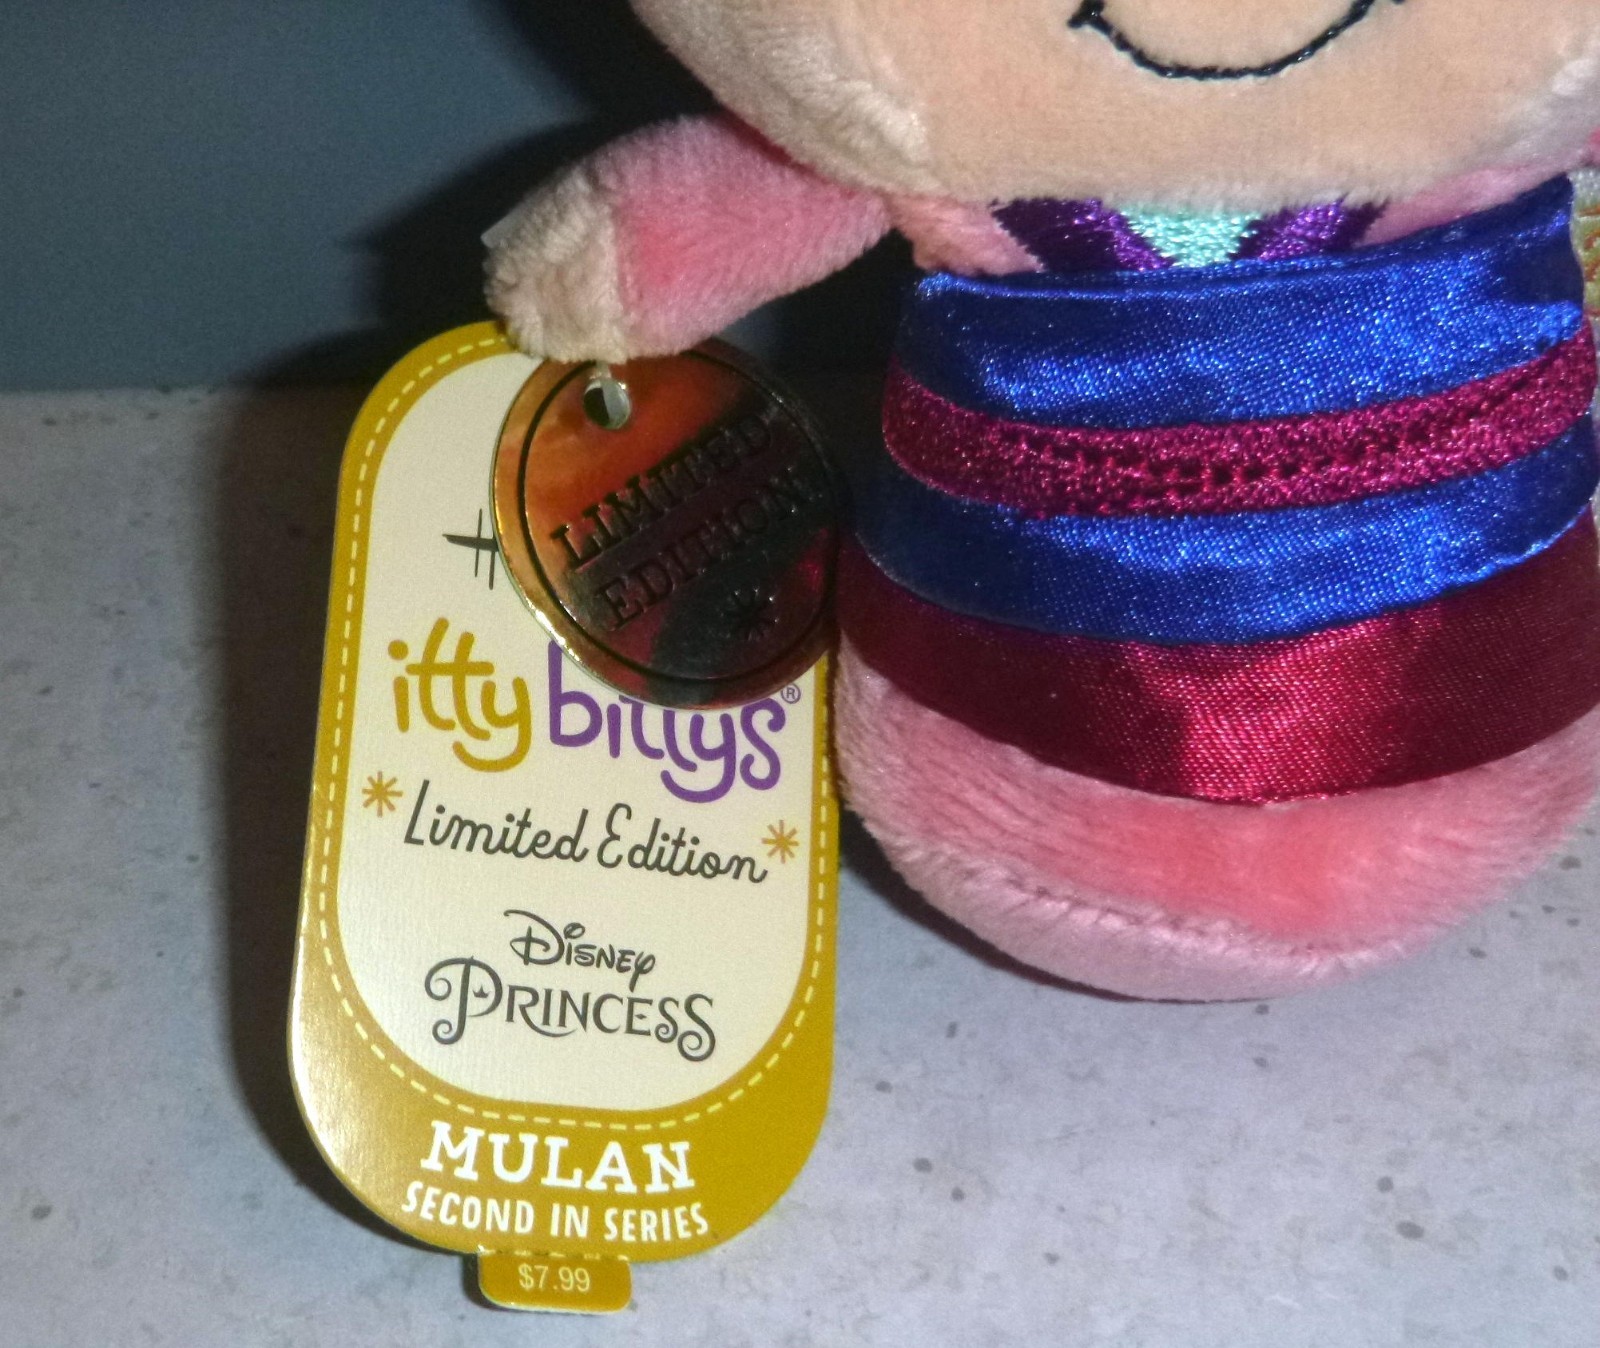 LIMITED
EDITION
H
itty bittys®
Limited Edition
Disney
PRINCESS
MULAN
SECOND IN SERIES
$7.99